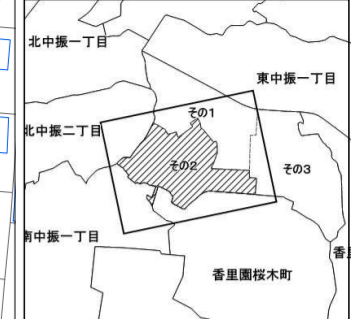 北中振一丁目
東中振一丁目
その1
北中振二丁目
その2
その3
南中振一丁目
香里園桜木町
香